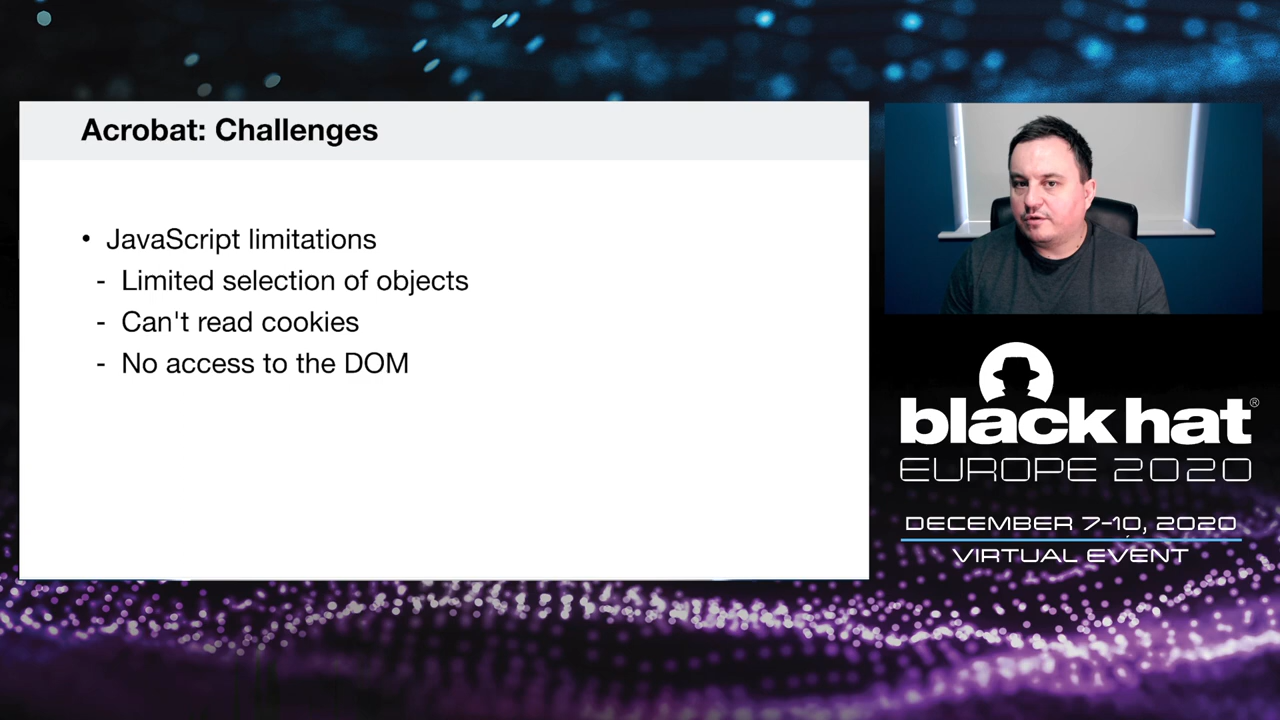 Acrobat: Challenges
• JavaScript limitations
- Limited selection of objects
- Can't read cookies
- No access to the DOM
black hat®
EUROPE 2020
DECEMBER 7-10, 2020
VIRTUAL EVENT